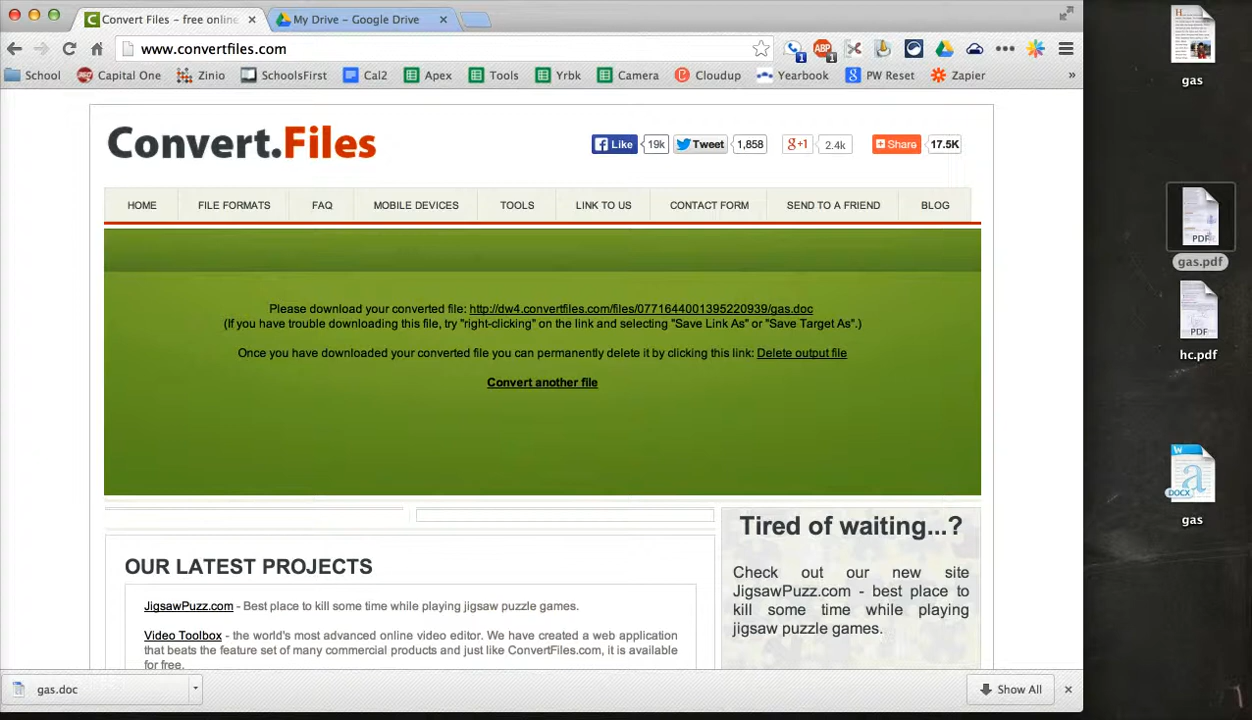 Convert Files - free online
My Drive - Google Drive
www.convertfiles.com
School
Capital One
Zinio
SchoolsFirst
Cal2
Apex
Tools
Yrbk
Camera
Cloudup
Yearbook
PW Reset
Zapier
»
ABP
1
1
Convert.Files
Like
19k
Tweet
1,858
g+1
2.4k
Share
17.5K
HOME
FILE FORMATS
FAQ
MOBILE DEVICES
TOOLS
LINK TO US
CONTACT FORM
SEND TO A FRIEND
BLOG
Please download your converted file: http://dw4.convertfiles.com/files/0771644001395220939/gas.doc
(If you have trouble downloading this file, try "right-clicking" on the link and selecting "Save Link As" or "Save Target As".)
Once you have downloaded your converted file you can permanently delete it by clicking this link: Delete output file
Convert another file
OUR LATEST PROJECTS
JigsawPuzz.com - Best place to kill some time while playing jigsaw puzzle games.
Video Toolbox - the world's most advanced online video editor. We have created a web application
that beats the feature set of many commercial products and just like ConvertFiles.com, it is available
for free.
Tired of waiting...?
Check out our new site
JigsawPuzz.com - best place to
kill some time while playing
jigsaw puzzle games.
gas.doc
Show All
gas
PDF
gas.pdf
PDF
hc.pdf
W
DOCX
gas